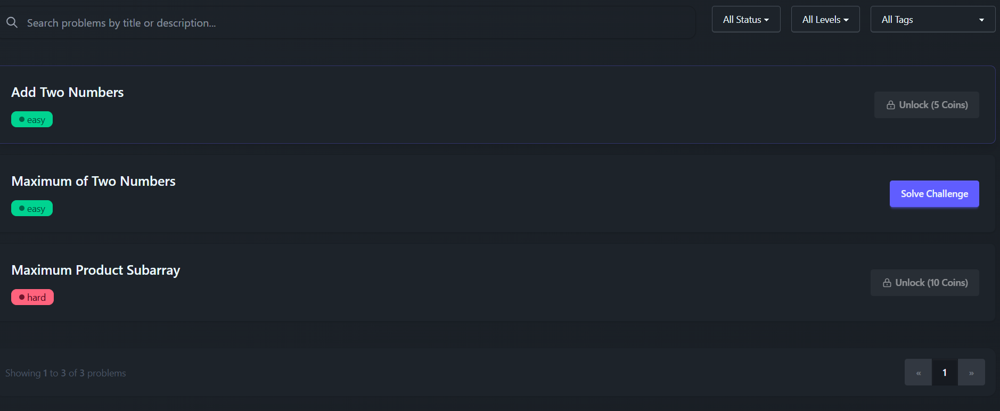 Search problems by title or description...
All Status
All Levels
All Tags
Add Two Numbers
easy
Unlock (5 Coins)
Maximum of Two Numbers
easy
Solve Challenge
Maximum Product Subarray
hard
Unlock (10 Coins)
Showing 1 to 3 of 3 problems
« 1 »